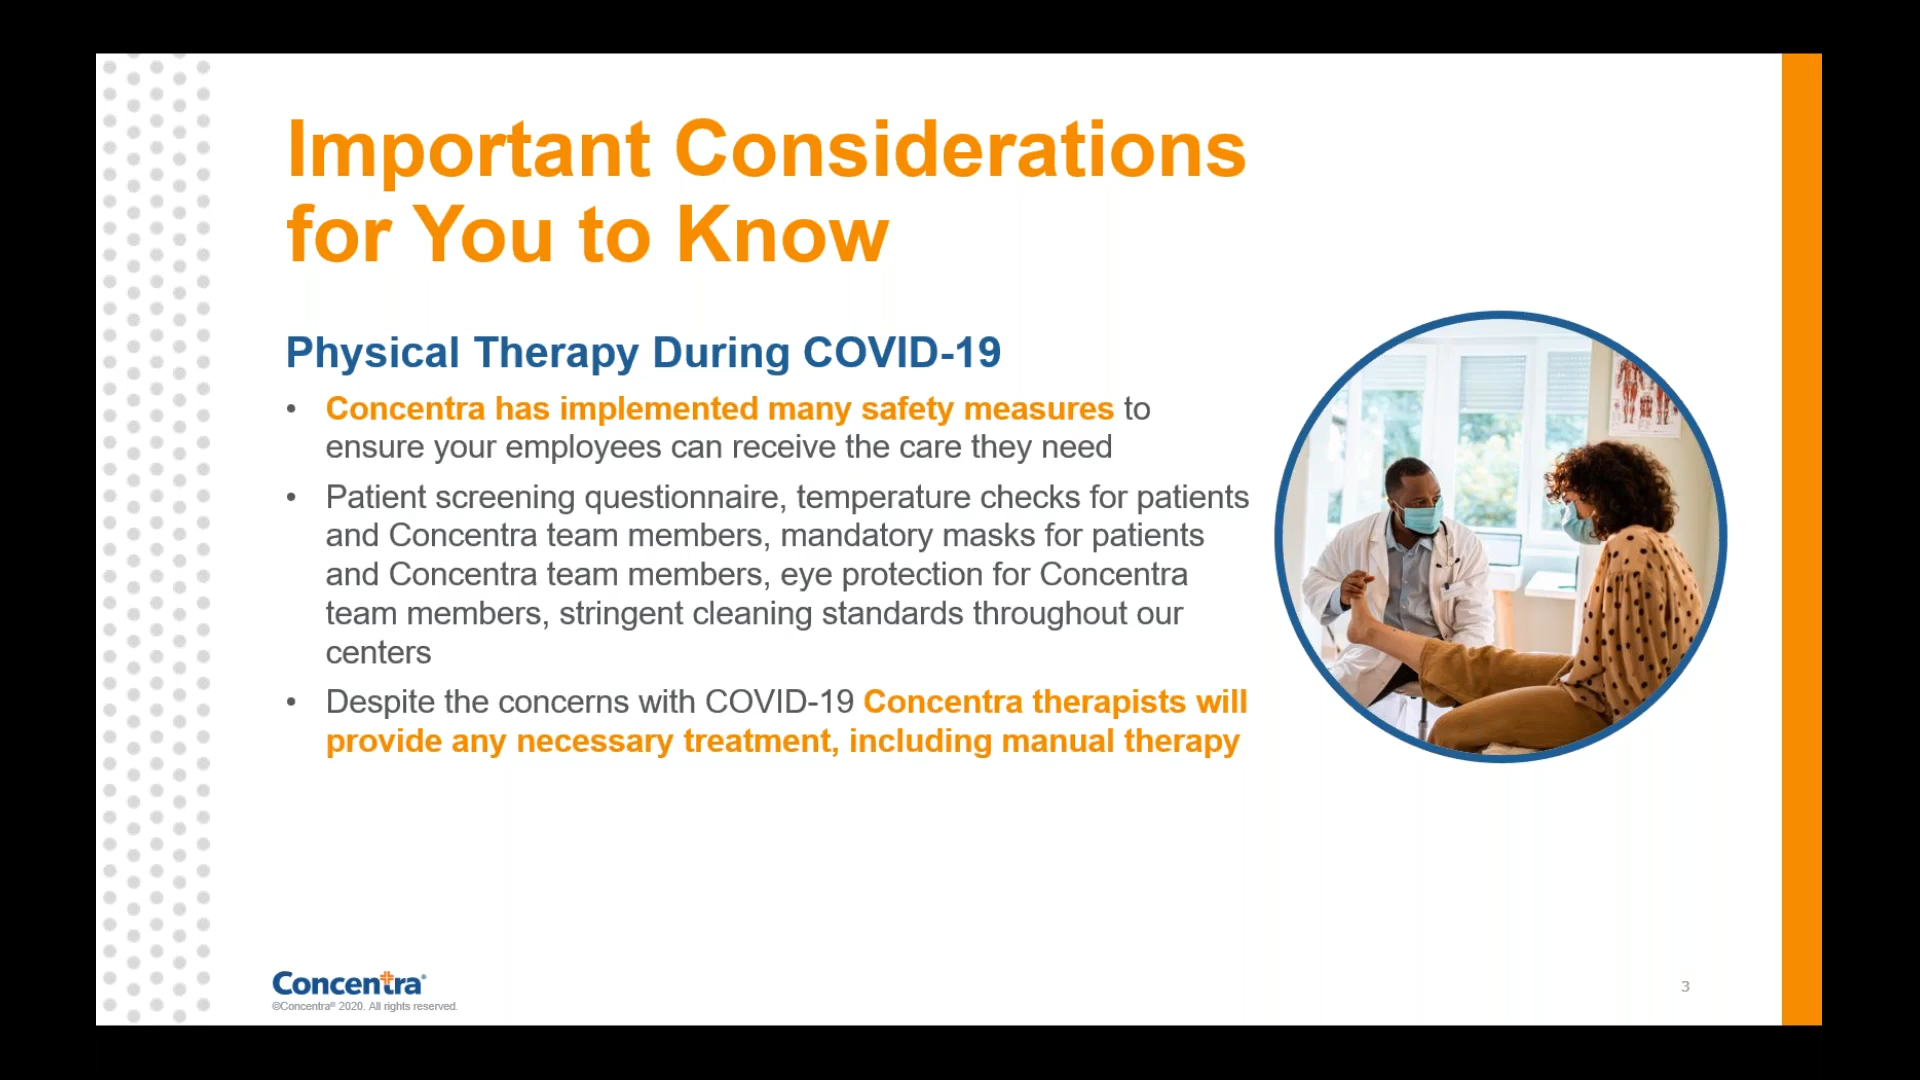 Important Considerations
for You to Know
Physical Therapy During COVID-19
• Concentra has implemented many safety measures to
ensure your employees can receive the care they need
• Patient screening questionnaire, temperature checks for patients
and Concentra team members, mandatory masks for patients
and Concentra team members, eye protection for Concentra
team members, stringent cleaning standards throughout our
centers
• Despite the concerns with COVID-19 Concentra therapists will
provide any necessary treatment, including manual therapy
Concentra®
©Concentra® 2020. All rights reserved.
3